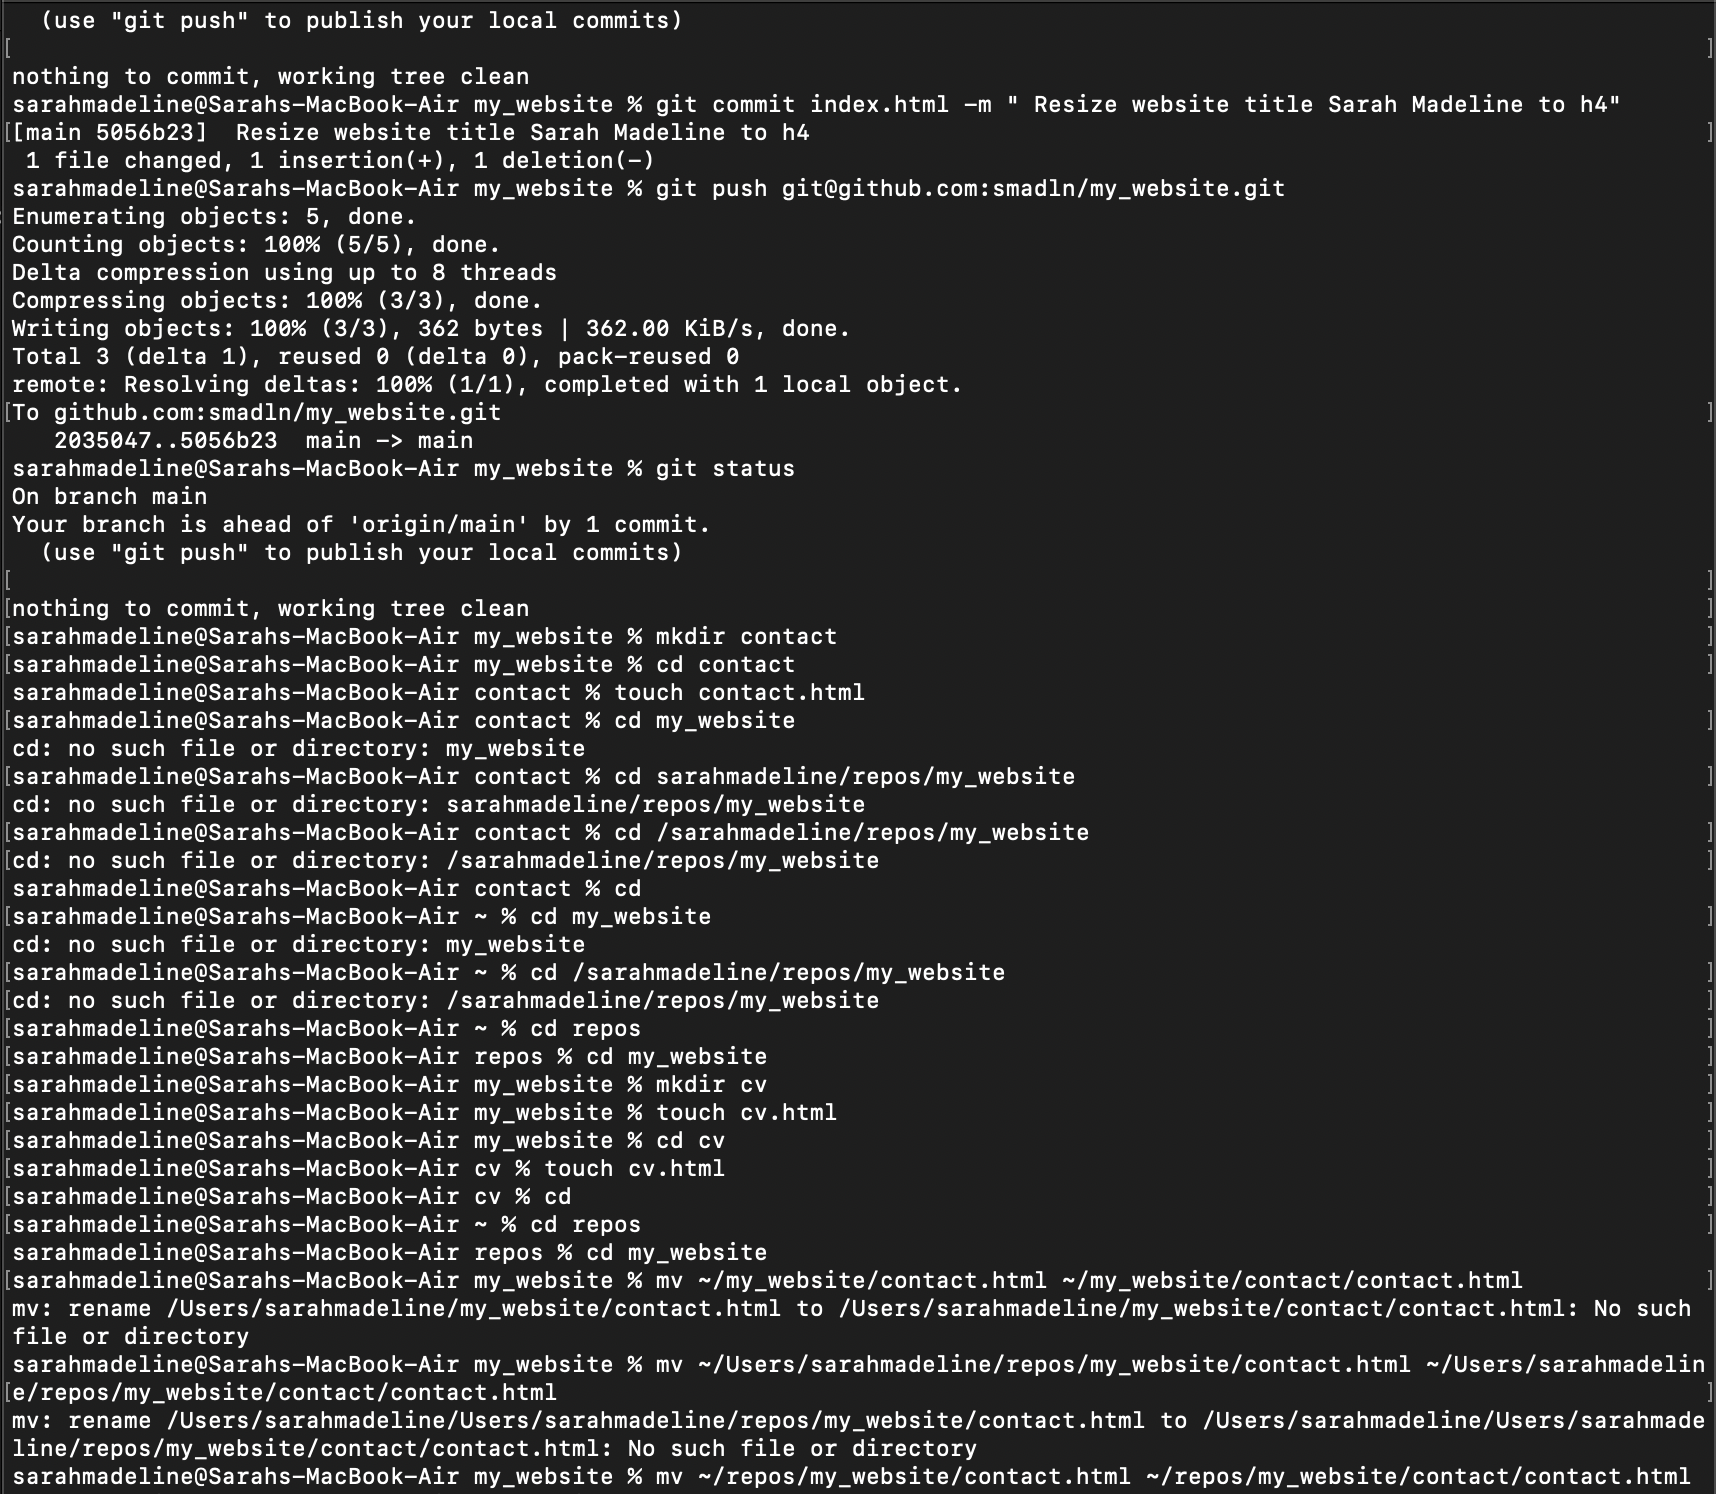 (use "git push" to publish your local commits)
[ ]
nothing to commit, working tree clean
sarahmadeline@Sarahs-MacBook-Air my_website % git commit index.html -m " Resize website title Sarah Madeline to h4"
[[main 5056b23]  Resize website title Sarah Madeline to h4 ]
 1 file changed, 1 insertion(+), 1 deletion(-)
sarahmadeline@Sarahs-MacBook-Air my_website % git push git@github.com:smadln/my_website.git
Enumerating objects: 5, done.
Counting objects: 100% (5/5), done.
Delta compression using up to 8 threads
Compressing objects: 100% (3/3), done.
Writing objects: 100% (3/3), 362 bytes | 362.00 KiB/s, done.
Total 3 (delta 1), reused 0 (delta 0), pack-reused 0
remote: Resolving deltas: 100% (1/1), completed with 1 local object.
[To github.com:smadln/my_website.git ]
   2035047..5056b23  main -> main
sarahmadeline@Sarahs-MacBook-Air my_website % git status
On branch main
Your branch is ahead of 'origin/main' by 1 commit.
  (use "git push" to publish your local commits)
[ ]
[nothing to commit, working tree clean ]
[sarahmadeline@Sarahs-MacBook-Air my_website % mkdir contact ]
[sarahmadeline@Sarahs-MacBook-Air my_website % cd contact ]
sarahmadeline@Sarahs-MacBook-Air contact % touch contact.html
[sarahmadeline@Sarahs-MacBook-Air contact % cd my_website ]
cd: no such file or directory: my_website
[sarahmadeline@Sarahs-MacBook-Air contact % cd sarahmadeline/repos/my_website ]
cd: no such file or directory: sarahmadeline/repos/my_website
[sarahmadeline@Sarahs-MacBook-Air contact % cd /sarahmadeline/repos/my_website ]
[cd: no such file or directory: /sarahmadeline/repos/my_website ]
sarahmadeline@Sarahs-MacBook-Air contact % cd
[sarahmadeline@Sarahs-MacBook-Air ~ % cd my_website ]
cd: no such file or directory: my_website
[sarahmadeline@Sarahs-MacBook-Air ~ % cd /sarahmadeline/repos/my_website ]
[cd: no such file or directory: /sarahmadeline/repos/my_website ]
[sarahmadeline@Sarahs-MacBook-Air ~ % cd repos ]
[sarahmadeline@Sarahs-MacBook-Air repos % cd my_website ]
[sarahmadeline@Sarahs-MacBook-Air my_website % mkdir cv ]
[sarahmadeline@Sarahs-MacBook-Air my_website % touch cv.html ]
[sarahmadeline@Sarahs-MacBook-Air my_website % cd cv ]
[sarahmadeline@Sarahs-MacBook-Air cv % touch cv.html ]
[sarahmadeline@Sarahs-MacBook-Air cv % cd ]
[sarahmadeline@Sarahs-MacBook-Air ~ % cd repos ]
sarahmadeline@Sarahs-MacBook-Air repos % cd my_website
[sarahmadeline@Sarahs-MacBook-Air my_website % mv ~/my_website/contact.html ~/my_website/contact/contact.html ]
mv: rename /Users/sarahmadeline/my_website/contact.html to /Users/sarahmadeline/my_website/contact/contact.html: No such
file or directory
sarahmadeline@Sarahs-MacBook-Air my_website % mv ~/Users/sarahmadeline/repos/my_website/contact.html ~/Users/sarahmadelin
[e/repos/my_website/contact/contact.html ]
mv: rename /Users/sarahmadeline/Users/sarahmadeline/repos/my_website/contact.html to /Users/sarahmadeline/Users/sarahmade
line/repos/my_website/contact/contact.html: No such file or directory
sarahmadeline@Sarahs-MacBook-Air my_website % mv ~/repos/my_website/contact.html ~/repos/my_website/contact/contact.html